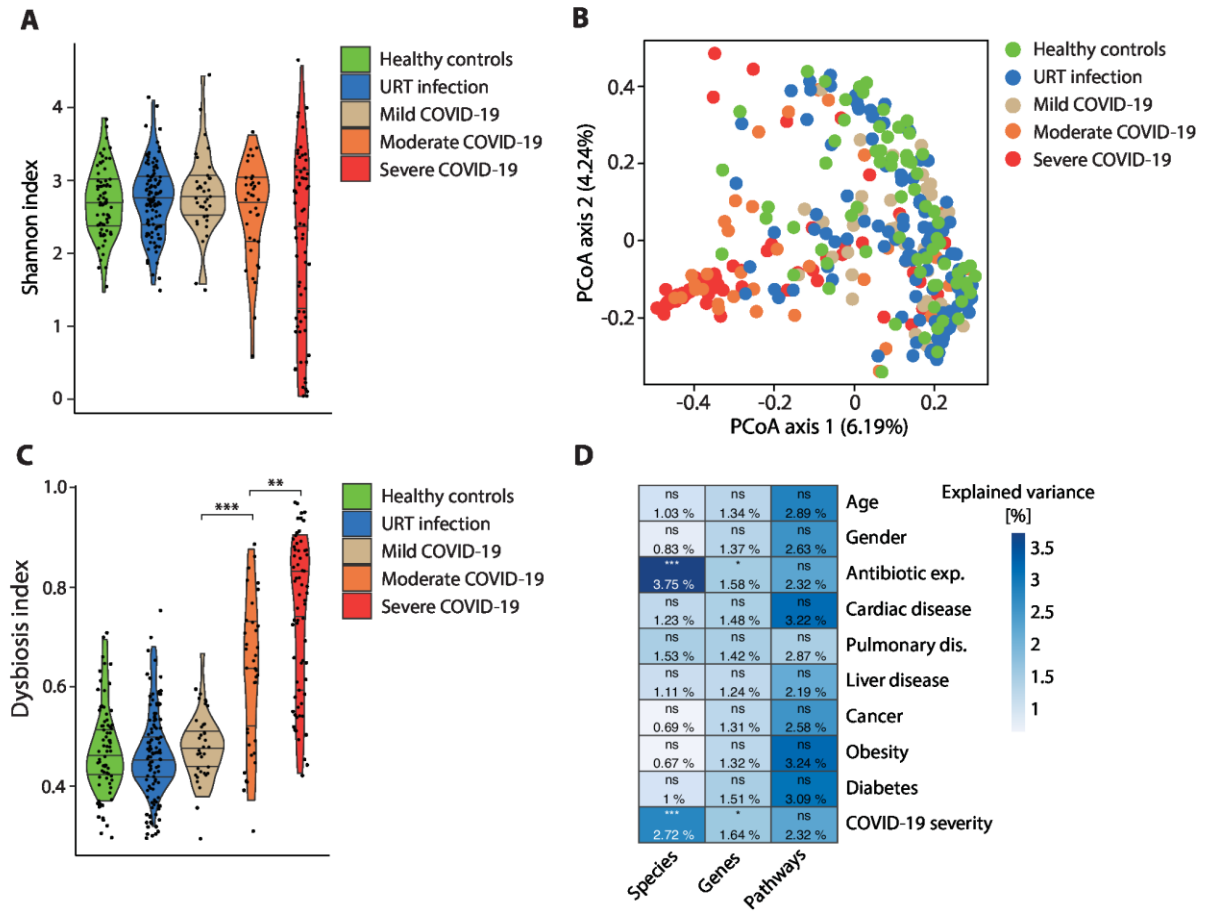 A
Shannon index
4
3
2
1
0
Healthy controls
URT infection
Mild COVID-19
Moderate COVID-19
Severe COVID-19
B
PCoA axis 2 (4.24%)
0.4
0.2
0
-0.2
-0.4
-0.2
0
0.2
PCoA axis 1 (6.19%)
Healthy controls
URT infection
Mild COVID-19
Moderate COVID-19
Severe COVID-19
C
Dysbiosis index
1.0
0.8
0.6
0.4
***
**
Healthy controls
URT infection
Mild COVID-19
Moderate COVID-19
Severe COVID-19
D
ns ns ns
1.03 % 1.34 % 2.89 %
Age
ns ns ns
0.83 % 1.37 % 2.63 %
Gender
*** * ns
3.75 % 1.58 % 2.32 %
Antibiotic exp.
ns ns ns
1.23 % 1.48 % 3.22 %
Cardiac disease
ns ns ns
1.53 % 1.42 % 2.87 %
Pulmonary dis.
ns ns ns
1.11 % 1.24 % 2.19 %
Liver disease
ns ns ns
0.69 % 1.31 % 2.58 %
Cancer
ns ns ns
0.67 % 1.32 % 3.24 %
Obesity
ns ns ns
1 % 1.51 % 3.09 %
Diabetes
*** * ns
2.72 % 1.64 % 2.32 %
COVID-19 severity
Species
Genes
Pathways
Explained variance
[%]
3.5
3
2.5
2
1.5
1